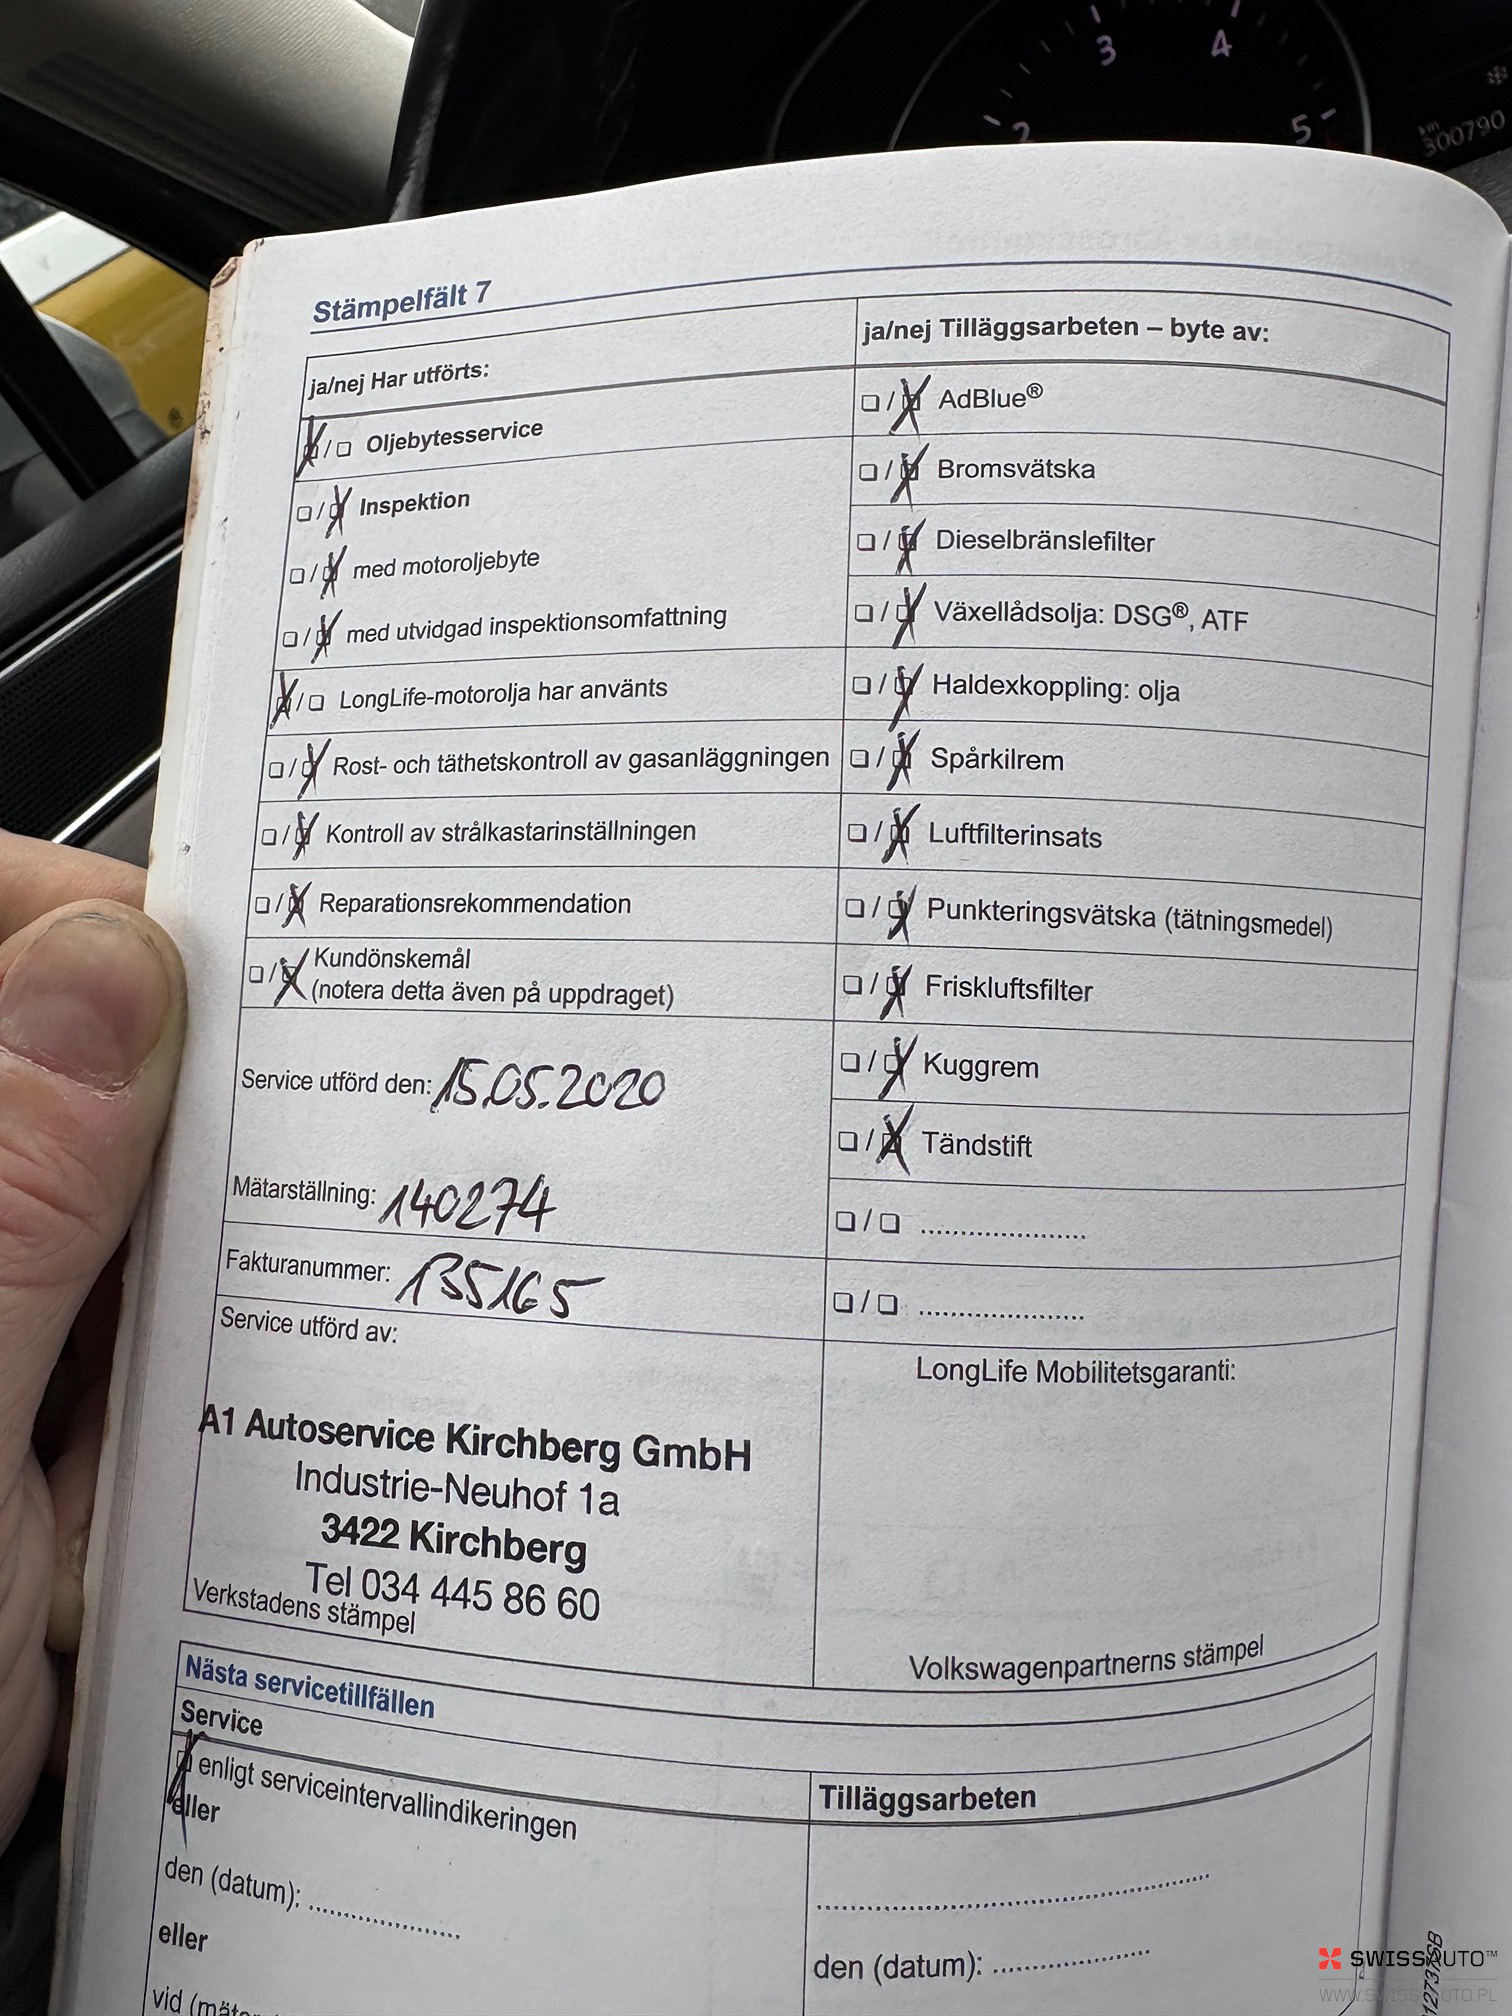 3
4
2
5
km
300790
Stämpelfält 7
ja/nej Har utförts:
Oljebytesservice
Inspektion
med motoroljebyte
med utvidgad inspektionsomfattning
LongLife-motorolja har använts
Rost- och täthetskontroll av gasanläggningen
Kontroll av strålkastarinställningen
Reparationsrekommendation
Kundönskemål
(notera detta även på uppdraget)
Service utförd den: 15.05.2020
Mätarställning: 140274
Fakturanummer: 135165
Service utförd av:
A1 Autoservice Kirchberg GmbH
Industrie-Neuhof 1a
3422 Kirchberg
Tel 034 445 86 60
Verkstadens stämpel
ja/nej Tilläggsarbeten – byte av:
AdBlue®
Bromsvätska
Dieselbränslefilter
Växellådsolja: DSG®, ATF
Haldexkoppling: olja
Spårkilrem
Luftfilterinsats
Punkteringsvätska (tätningsmedel)
Friskluftsfilter
Kuggrem
Tändstift
LongLife Mobilitetsgaranti:
Volkswagenpartnerns stämpel
Nästa servicetillfällen
Service
enligt serviceintervallindikeringen
eller
den (datum):
eller
vid
Tilläggsarbeten
den (datum):
SWISSAUTO™
WWW.SWISSAUTO.PL